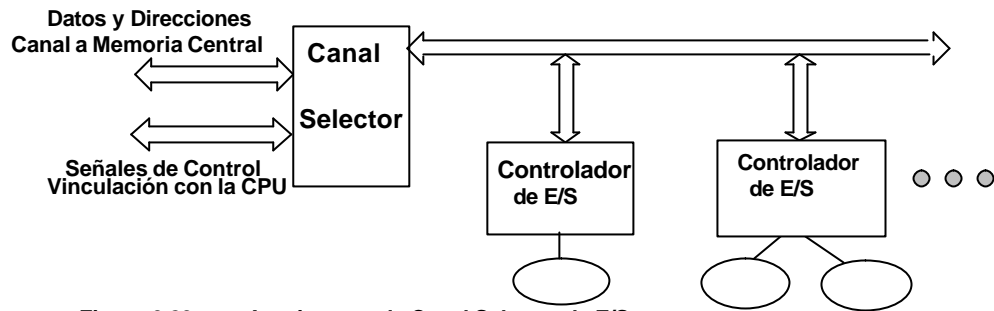 Datos y Direcciones
Canal a Memoria Central
Canal
Selector
Señales de Control
Vinculación con la CPU
Controlador
de E/S
Controlador
de E/S